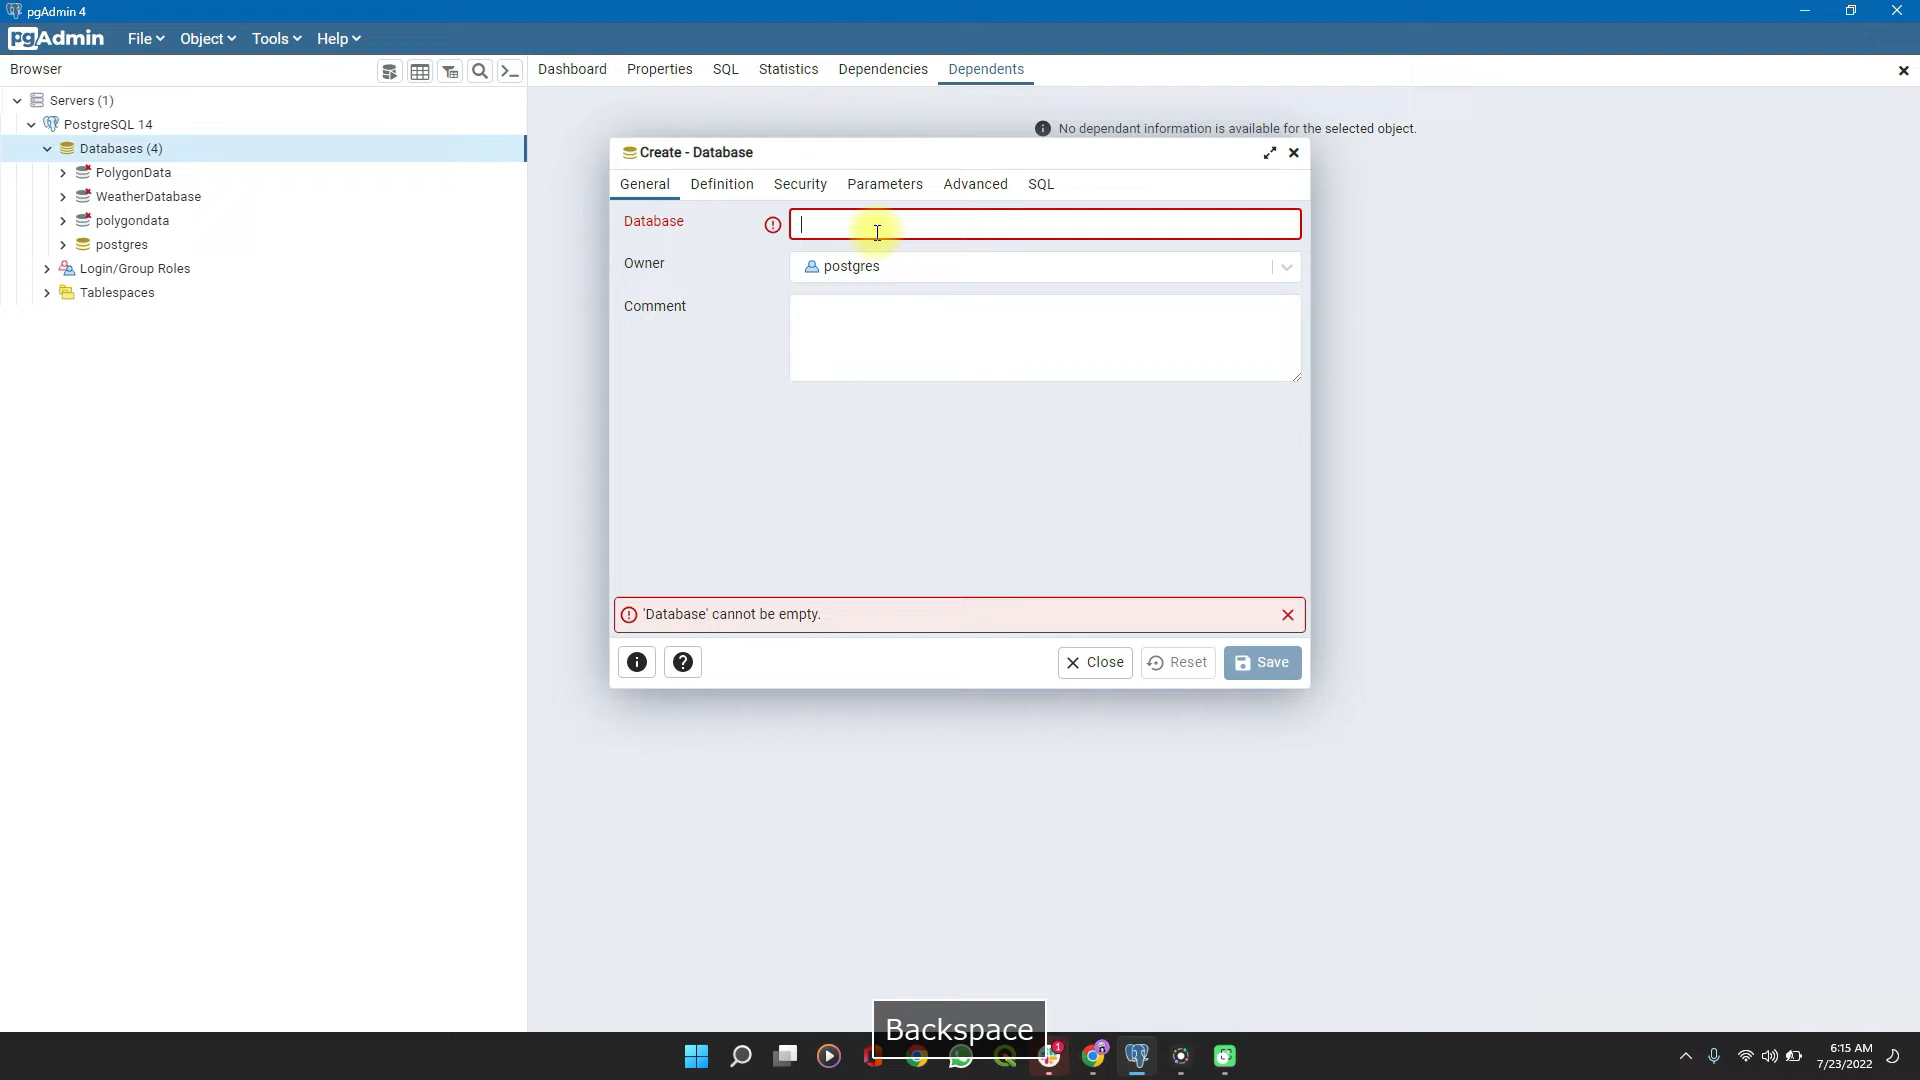 pgAdmin 4
pgAdmin File Object Tools Help
Browser
Dashboard Properties SQL Statistics Dependencies Dependents
Servers (1)
PostgreSQL 14
Databases (4)
PolygonData
WeatherDatabase
polygondata
postgres
Login/Group Roles
Tablespaces
No dependant information is available for the selected object.
Create - Database
General Definition Security Parameters Advanced SQL
Database
Owner postgres
Comment
'Database' cannot be empty.
Close Reset Save
Backspace
1
6:15 AM
7/23/2022